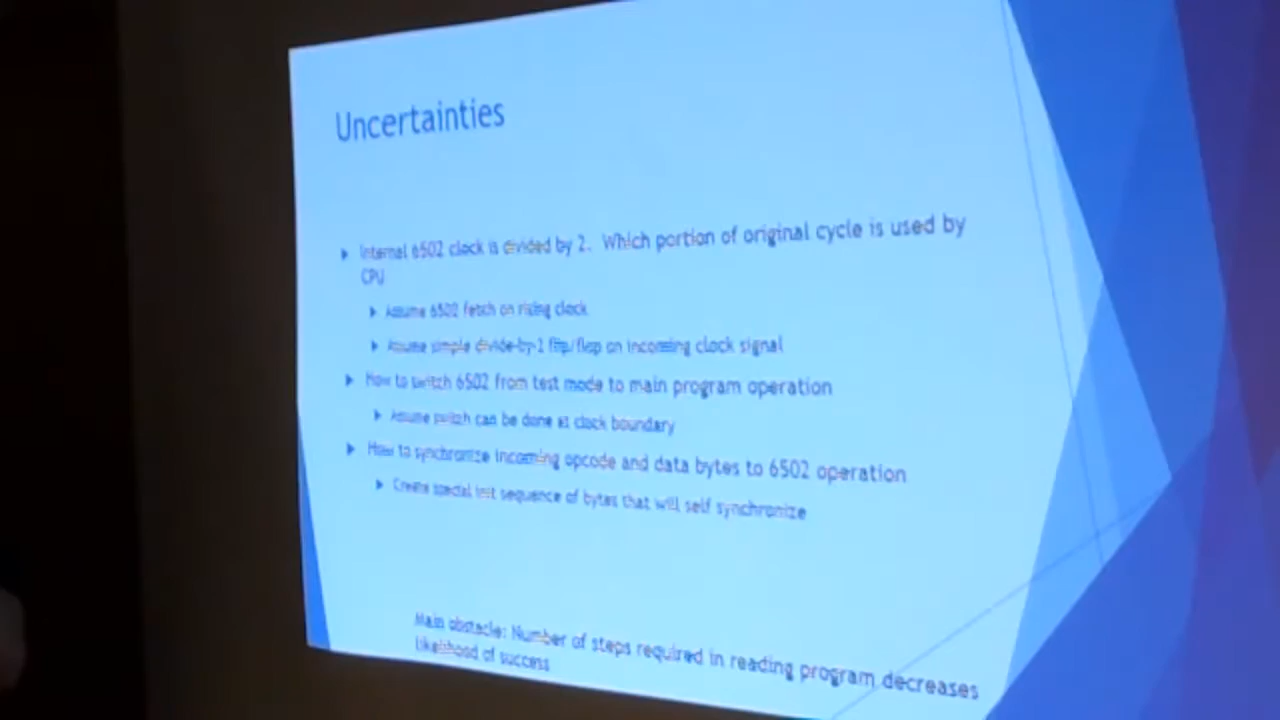 Uncertainties
Internal 6502 clock is divided by 2. Which portion of original cycle is used by
CPU
Assume 6502 fetch on rising clock
Assume simple divide-by-2 flip/flop on incoming clock signal
How to switch 6502 from test mode to main program operation
Assume switch can be done at clock boundary
How to synchronize incoming opcode and data bytes to 6502 operation
Create special init sequence of bytes that will self synchronize
Main obstacle: Number of steps required in reading program decreases
likelihood of success